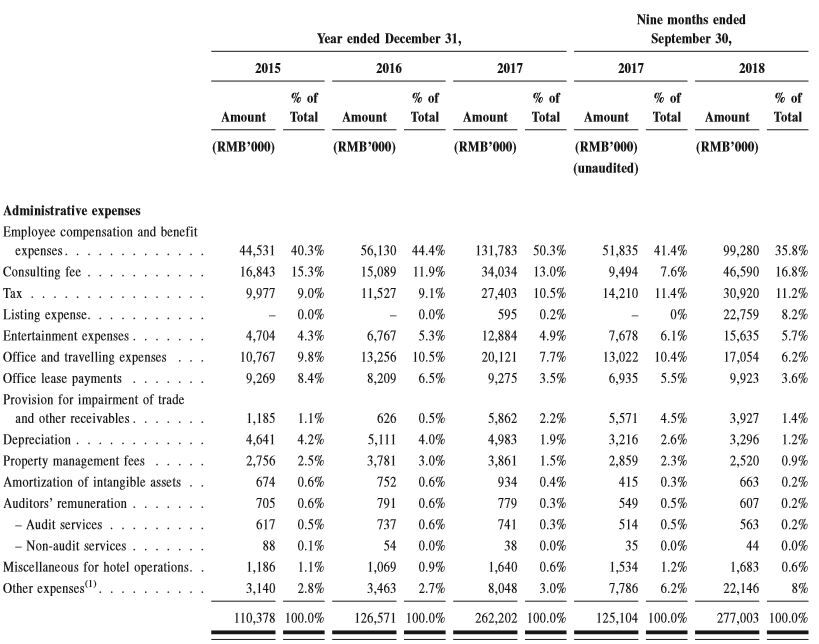 Nine months ended
Year ended December 31, September 30,
2015 2016 2017 2017 2018
% of % of % of % of % of
Amount Total Amount Total Amount Total Amount Total Amount Total
(RMB'000) (RMB'000) (RMB'000) (RMB'000) (RMB'000)
(unaudited)
Administrative expenses
Employee compensation and benefit
expenses. . . . . . . . . . . . . 44,531 40.3% 56,130 44.4% 131,783 50.3% 51,835 41.4% 99,280 35.8%
Consulting fee . . . . . . . . . . . 16,843 15.3% 15,089 11.9% 34,034 13.0% 9,494 7.6% 46,590 16.8%
Tax . . . . . . . . . . . . . . . . 9,977 9.0% 11,527 9.1% 27,403 10.5% 14,210 11.4% 30,920 11.2%
Listing expense. . . . . . . . . . . – 0.0% – 0.0% 595 0.2% – 0% 22,759 8.2%
Entertainment expenses . . . . . . . 4,704 4.3% 6,767 5.3% 12,884 4.9% 7,678 6.1% 15,635 5.7%
Office and travelling expenses . . . 10,767 9.8% 13,256 10.5% 20,121 7.7% 13,022 10.4% 17,054 6.2%
Office lease payments . . . . . . . 9,269 8.4% 8,209 6.5% 9,275 3.5% 6,935 5.5% 9,923 3.6%
Provision for impairment of trade
and other receivables . . . . . . . 1,185 1.1% 626 0.5% 5,862 2.2% 5,571 4.5% 3,927 1.4%
Depreciation . . . . . . . . . . . . 4,641 4.2% 5,111 4.0% 4,983 1.9% 3,216 2.6% 3,296 1.2%
Property management fees . . . . . 2,756 2.5% 3,781 3.0% 3,861 1.5% 2,859 2.3% 2,520 0.9%
Amortization of intangible assets . . 674 0.6% 752 0.6% 934 0.4% 415 0.3% 663 0.2%
Auditors' remuneration . . . . . . . 705 0.6% 791 0.6% 779 0.3% 549 0.5% 607 0.2%
– Audit services . . . . . . . . . 617 0.5% 737 0.6% 741 0.3% 514 0.5% 563 0.2%
– Non-audit services . . . . . . . 88 0.1% 54 0.0% 38 0.0% 35 0.0% 44 0.0%
Miscellaneous for hotel operations. . 1,186 1.1% 1,069 0.9% 1,640 0.6% 1,534 1.2% 1,683 0.6%
Other expenses(1) . . . . . . . . . . 3,140 2.8% 3,463 2.7% 8,048 3.0% 7,786 6.2% 22,146 8%
110,378 100.0% 126,571 100.0% 262,202 100.0% 125,104 100.0% 277,003 100.0%